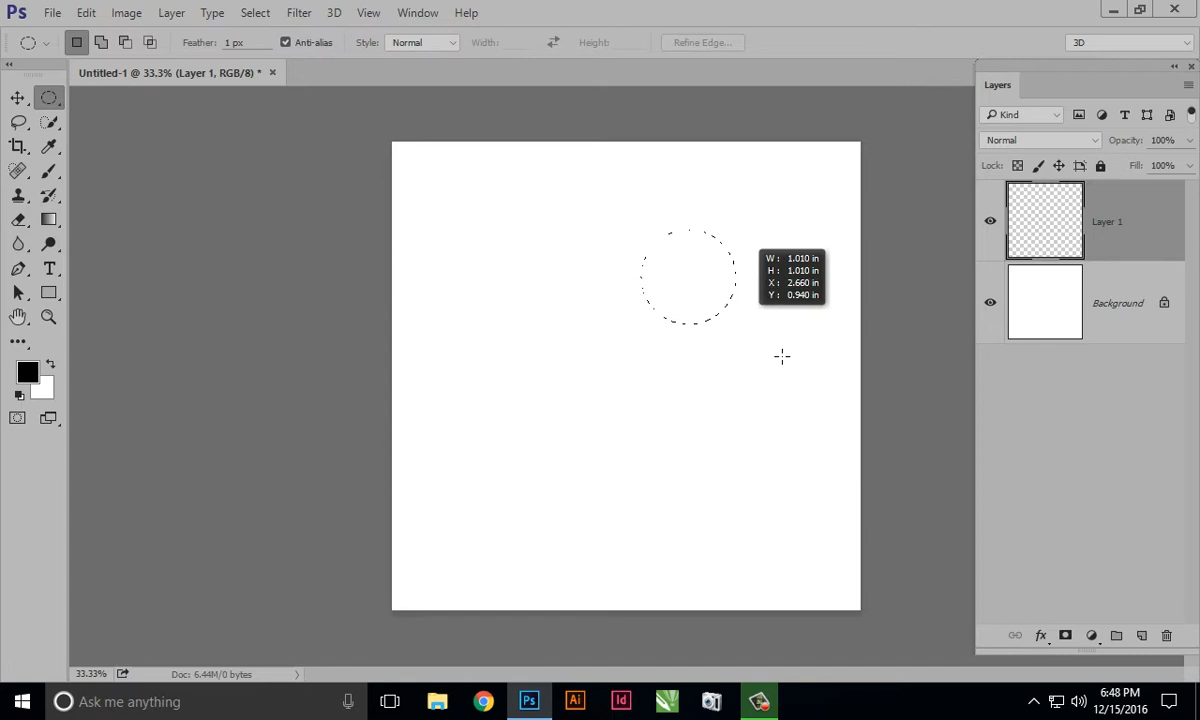 Ps File Edit Image Layer Type Select Filter 3D View Window Help
Feather: 1 px Anti-alias Style: Normal Width: Height: Refine Edge... 3D
Untitled-1 @ 33.3% (Layer 1, RGB/8) *
Layers
Kind
Normal Opacity: 100%
Lock: Fill: 100%
Layer 1
Background
W : 1.010 in
H : 1.010 in
X : 2.660 in
Y : 0.940 in
33.33% Doc: 6.44M/0 bytes
Ask me anything
Ps Ai Id
6:48 PM
12/15/2016